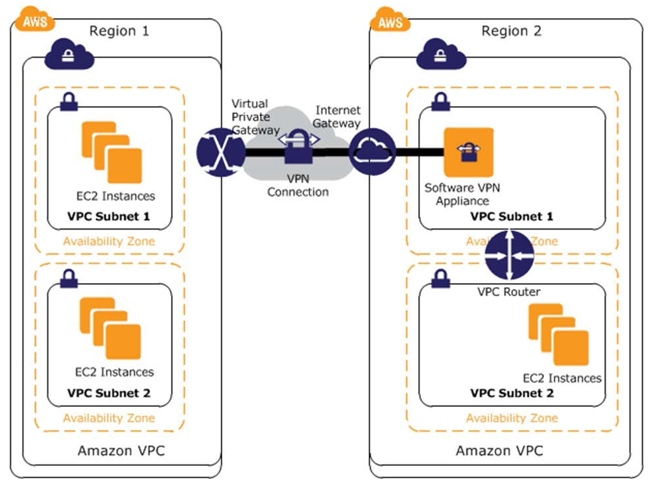 AWS
Region 1
Virtual
Private
Gateway
Internet
Gateway
VPN
Connection
EC2 Instances
VPC Subnet 1
Availability Zone
EC2 Instances
VPC Subnet 2
Availability Zone
Amazon VPC
AWS
Region 2
Software VPN
Appliance
VPC Subnet 1
Zone
VPC Router
EC2 Instances
VPC Subnet 2
Availability Zone
Amazon VPC